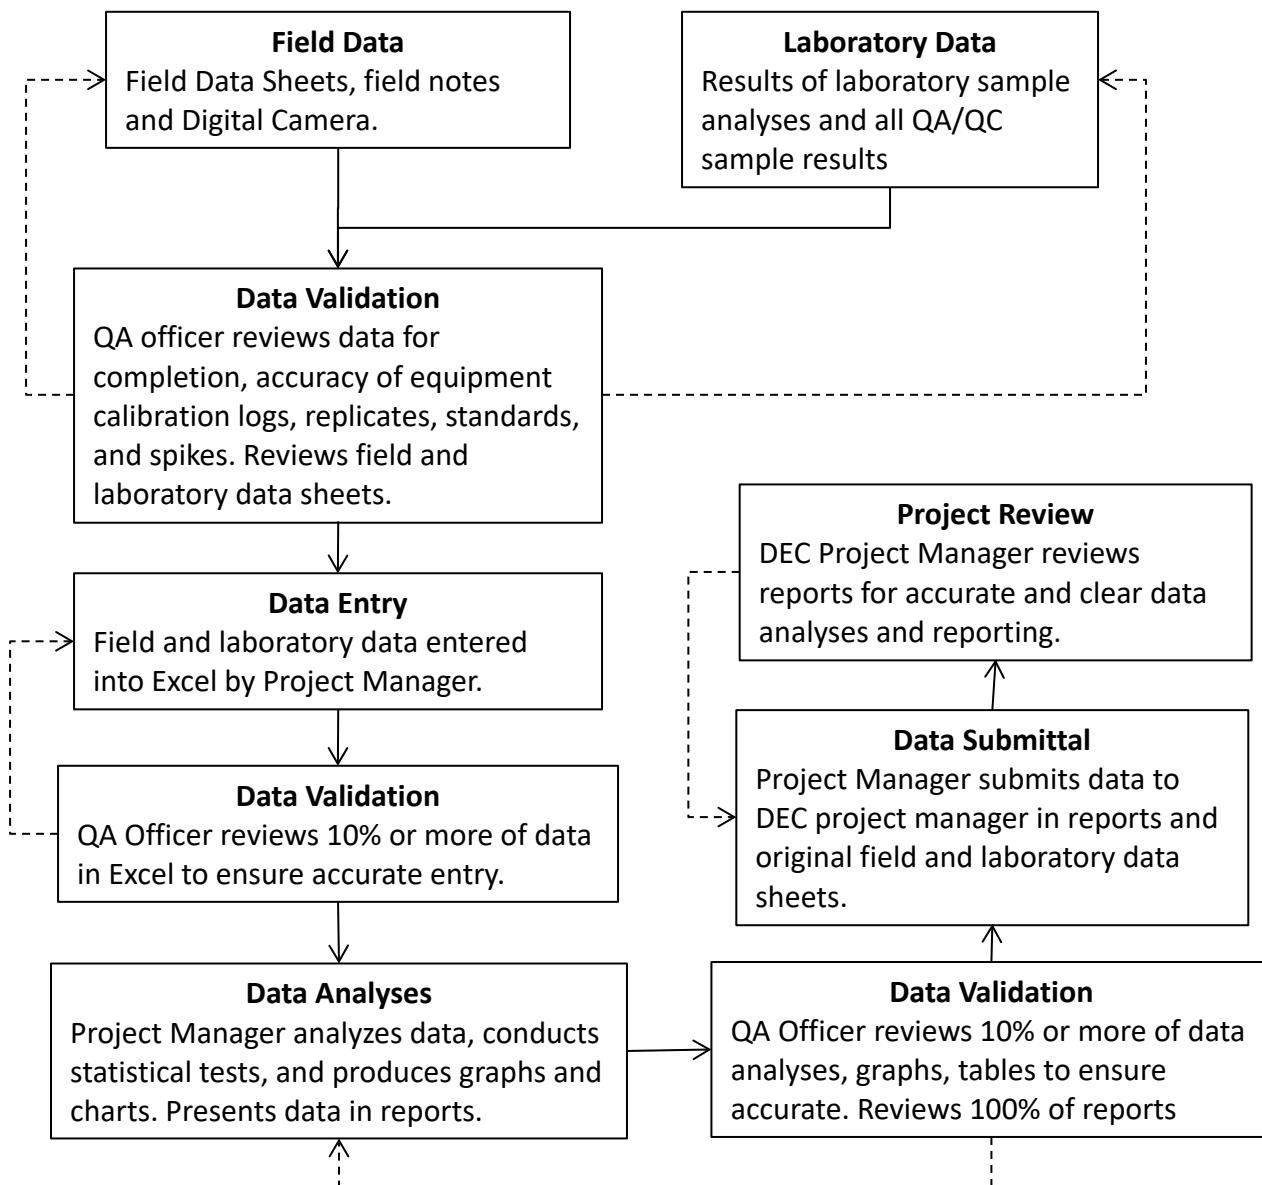 Field Data
Field Data Sheets, field notes
and Digital Camera.
Laboratory Data
Results of laboratory sample
analyses and all QA/QC
sample results
Data Validation
QA officer reviews data for
completion, accuracy of equipment
calibration logs, replicates, standards,
and spikes. Reviews field and
laboratory data sheets.
Data Entry
Field and laboratory data entered
into Excel by Project Manager.
Data Validation
QA Officer reviews 10% or more of data
in Excel to ensure accurate entry.
Data Analyses
Project Manager analyzes data, conducts
statistical tests, and produces graphs and
charts. Presents data in reports.
Data Validation
QA Officer reviews 10% or more of data
analyses, graphs, tables to ensure
accurate. Reviews 100% of reports
Data Submittal
Project Manager submits data to
DEC project manager in reports and
original field and laboratory data
sheets.
Project Review
DEC Project Manager reviews
reports for accurate and clear data
analyses and reporting.